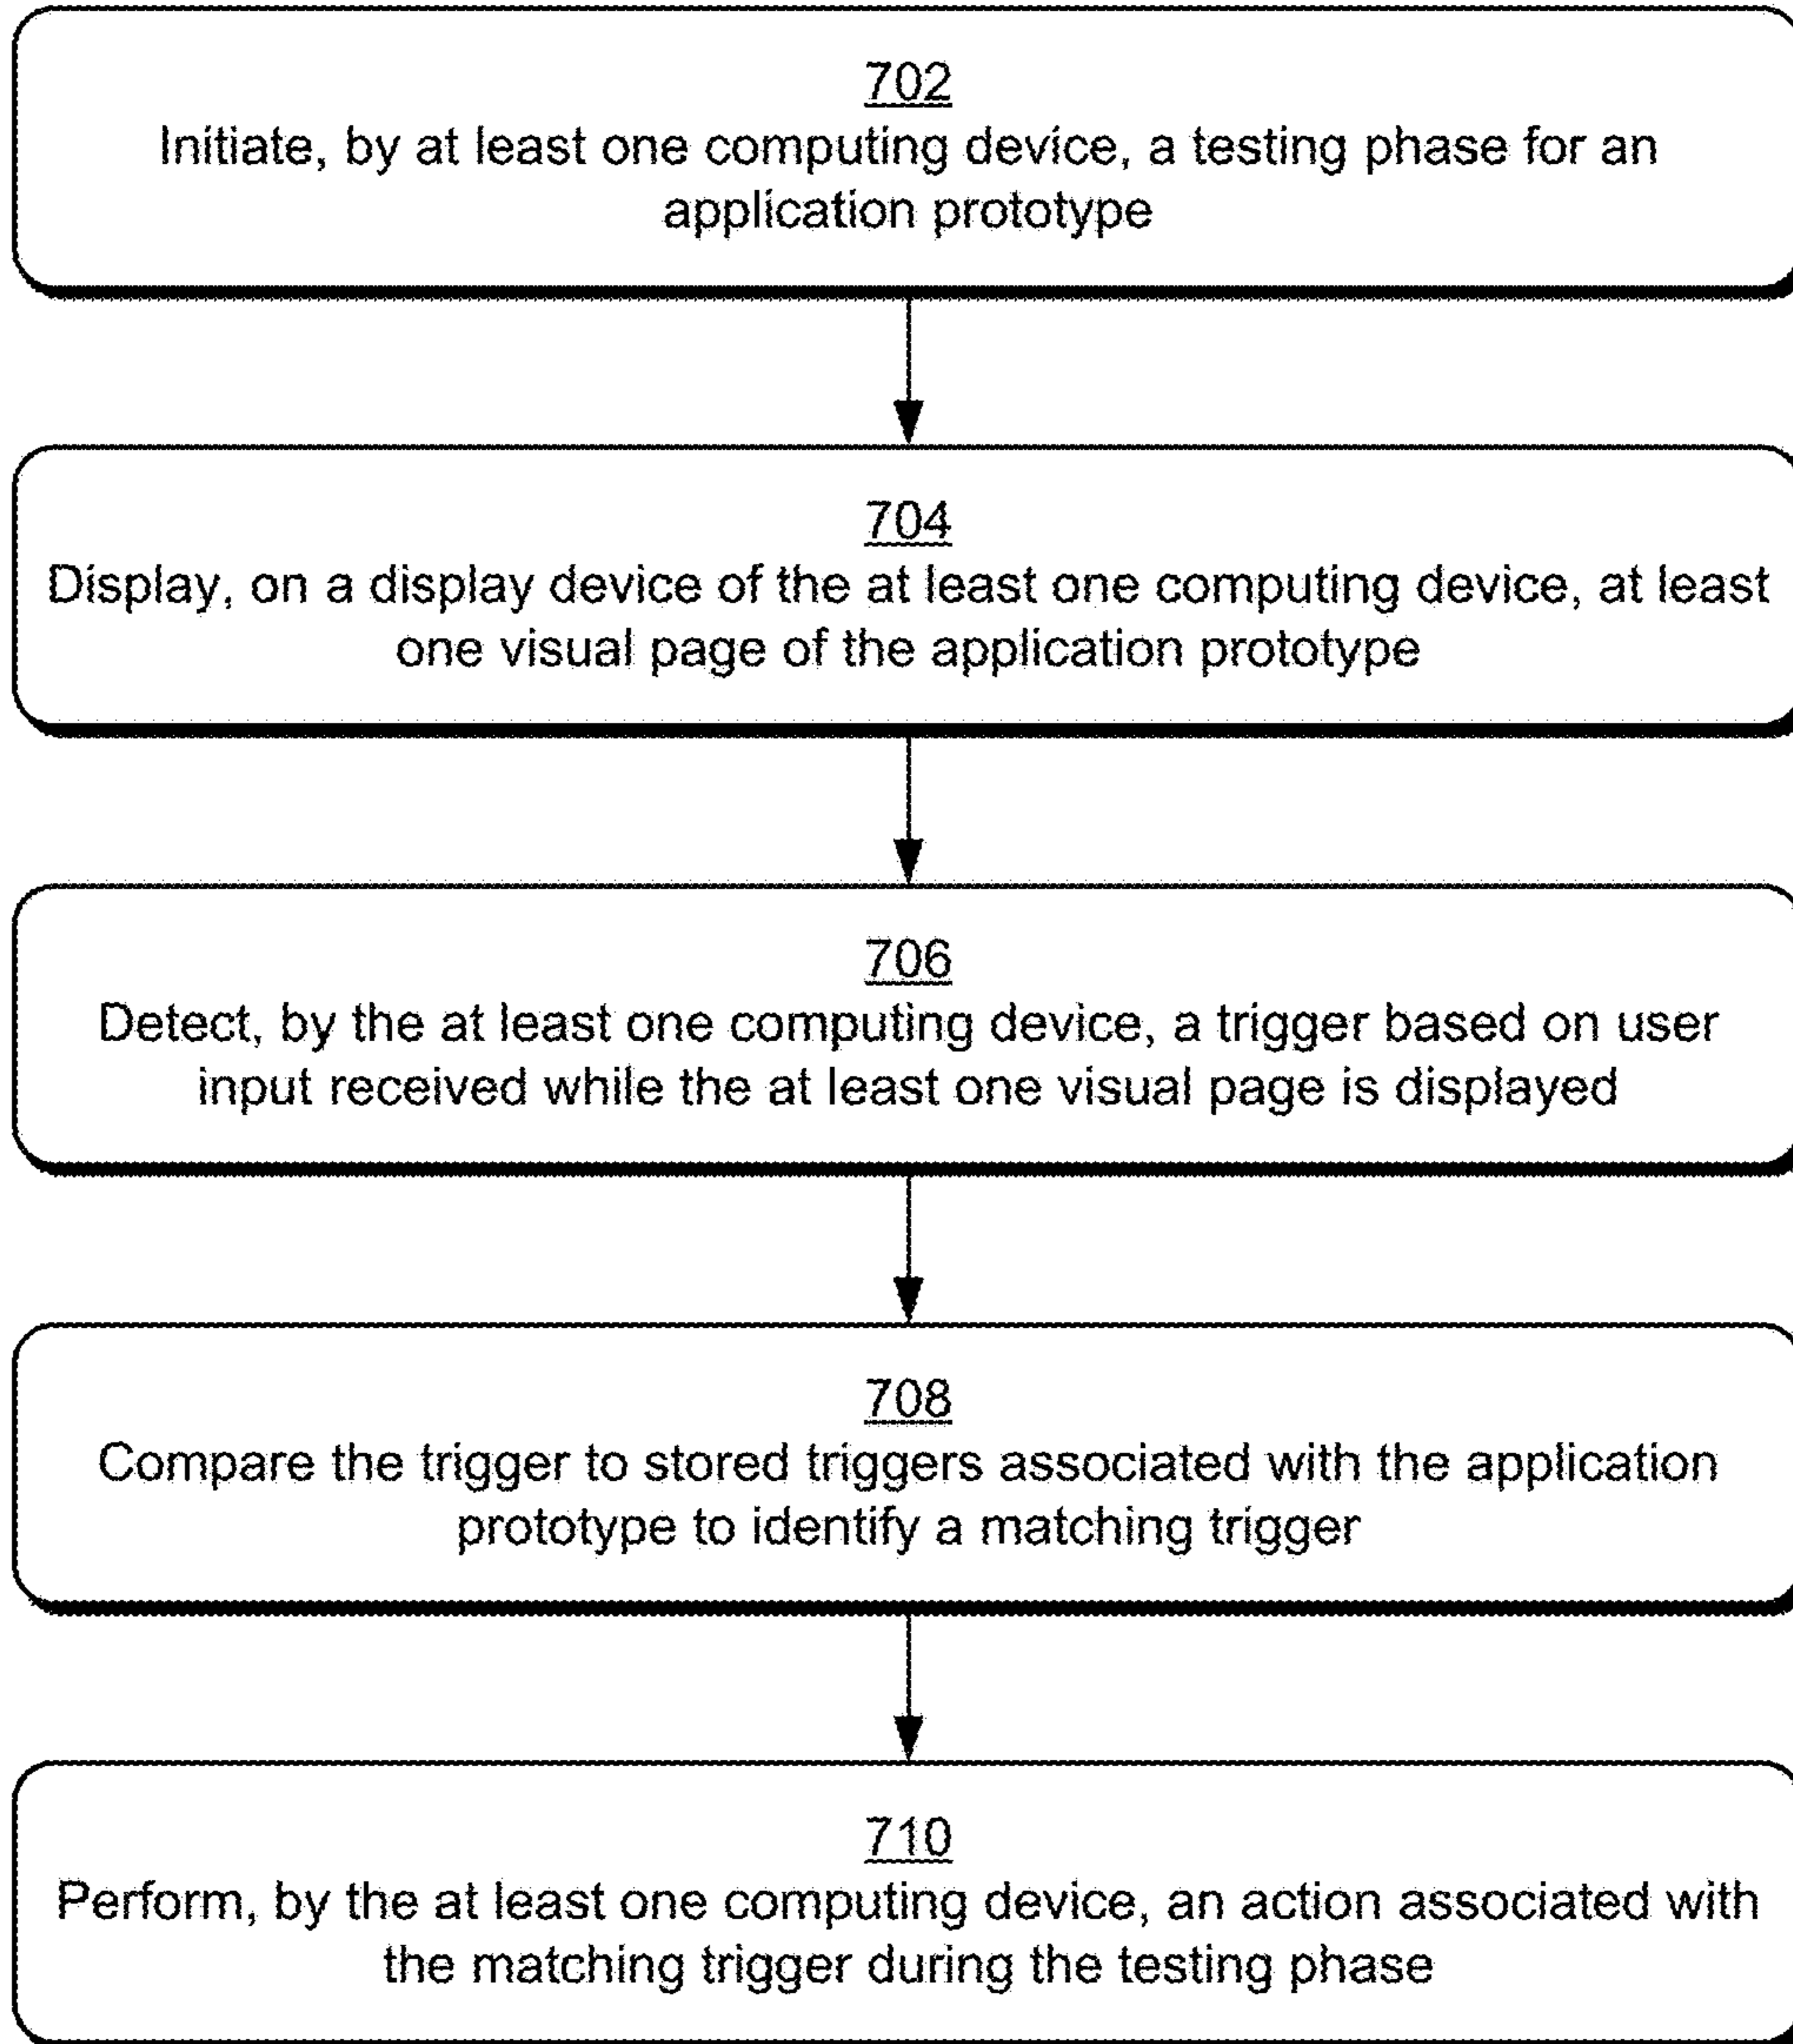 702
Initiate, by at least one computing device, a testing phase for an
application prototype
704
Display, on a display device of the at least one computing device, at least
one visual page of the application prototype
706
Detect, by the at least one computing device, a trigger based on user
input received while the at least one visual page is displayed
708
Compare the trigger to stored triggers associated with the application
prototype to identify a matching trigger
710
Perform, by the at least one computing device, an action associated with
the matching trigger during the testing phase